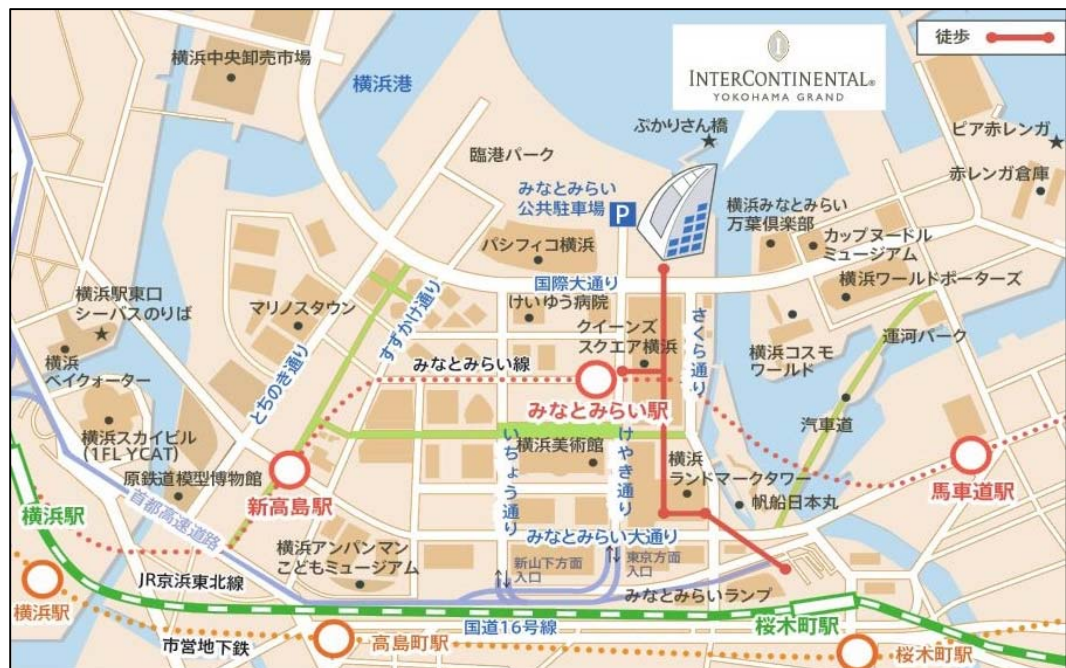 徒歩
INTERCONTINENTAL®
YOKOHAMA GRAND
横浜中央卸売市場
横浜港
ぷかりさん橋
ピア赤レンガ
臨港パーク
赤レンガ倉庫
みなとみらい
公共駐車場
P
横浜みなとみらい
万葉倶楽部
カップヌードル
ミュージアム
パシフィコ横浜
国際大通り
横浜ワールドポーターズ
横浜駅東口
シーバスのりば
マリノスタウン
すずかけ通り
けいゆう病院
クイーンズ
スクエア横浜
さくら通り
運河パーク
横浜
ベイクォーター
とちのき通り
みなとみらい線
横浜コスモ
ワールド
みなとみらい駅
汽車道
横浜スカイビル
(1FL YCAT)
いちょう通り
横浜美術館
けやき通り
横浜
ランドマークタワー
原鉄道模型博物館
新高島駅
帆船日本丸
馬車道駅
横浜駅
首都高速道路
みなとみらい大通り
横浜アンパンマン
こどもミュージアム
新山下方面
入口
東京方面
入口
JR京浜東北線
みなとみらいランプ
横浜駅
国道16号線
桜木町駅
市営地下鉄
高島町駅
桜木町駅